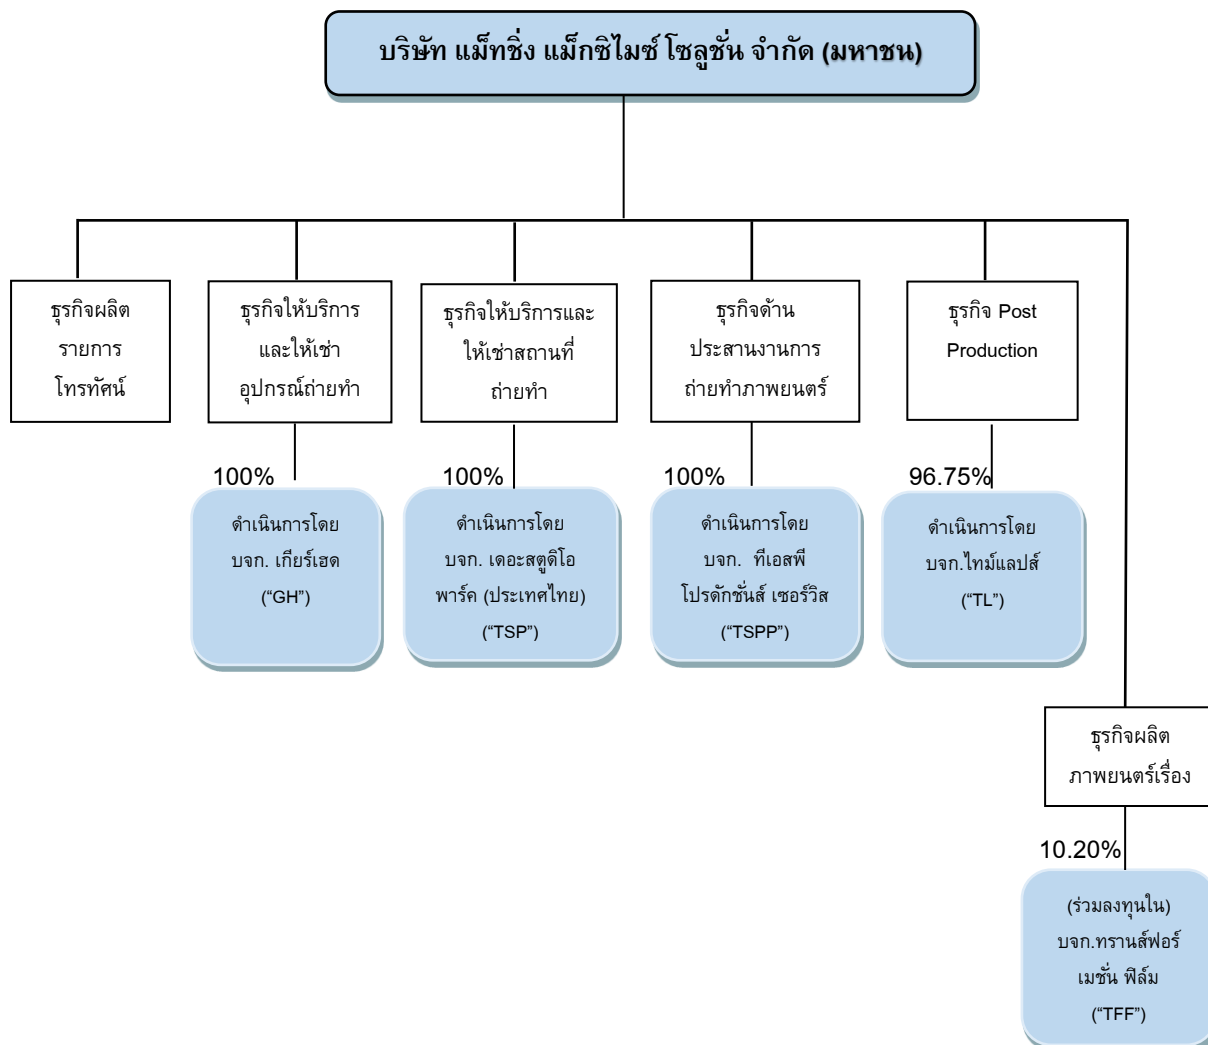 บริษัท แม็ทชิ่ง แม็กซิไมซ์ โซลูชั่น จำกัด (มหาชน)
ธุรกิจผลิต
รายการ
โทรทัศน์
ธุรกิจให้บริการ
และให้เช่า
อุปกรณ์ถ่ายทำ
ธุรกิจให้บริการและ
ให้เช่าสถานที่
ถ่ายทำ
ธุรกิจด้าน
ประสานงานการ
ถ่ายทำภาพยนตร์
ธุรกิจ Post
Production
100%
ดำเนินการโดย
บจก. เกียร์เฮด
(“GH”)
100%
ดำเนินการโดย
บจก. เดอะสตูดิโอ
พาร์ค (ประเทศไทย)
(“TSP”)
100%
ดำเนินการโดย
บจก. ทีเอสพี
โปรดักชั่นส์ เซอร์วิส
(“TSPP”)
96.75%
ดำเนินการโดย
บจก.ไทม์แลปส์
(“TL”)
ธุรกิจผลิต
ภาพยนตร์เรื่อง
10.20%
(ร่วมลงทุนใน)
บจก.ทรานส์ฟอร์
เมชั่น ฟิล์ม
(“TFF”)